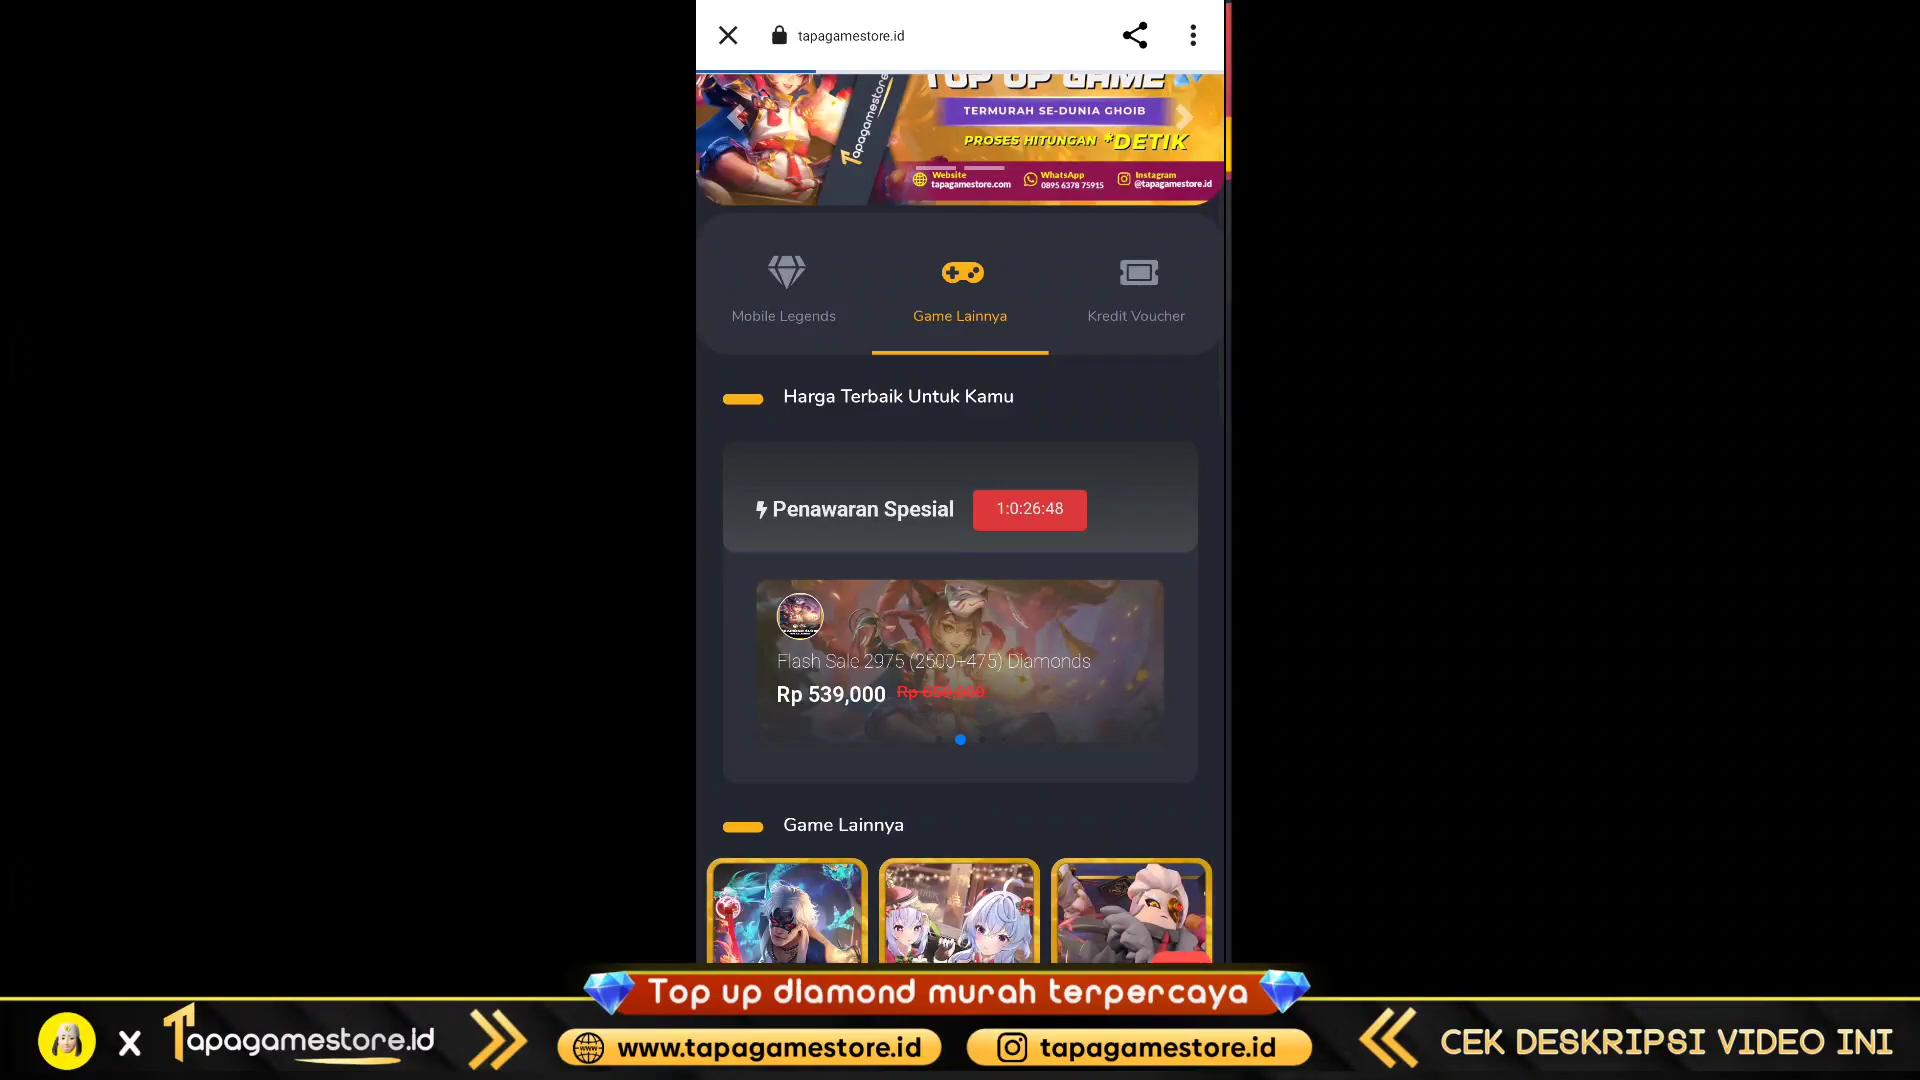 tapagamestore.id
TOP UP GAME
TERMURAH SE-DUNIA GHOIB
PROSES HITUNGAN *DETIK
Tapagamestore
Website
tapagamestore.com
WhatsApp
0895 6378 75915
Instagram
@tapagamestore.id
Mobile Legends
Game Lainnya
Kredit Voucher
Harga Terbaik Untuk Kamu
Penawaran Spesial
1:0:26:48
Flash Sale 2975 (2500+475) Diamonds
Rp 539,000 Rp 650,000
Game Lainnya
Top up diamond murah terpercaya
X Tapagamestore.id
www.tapagamestore.id
tapagamestore.id
CEK DESKRIPSI VIDEO INI